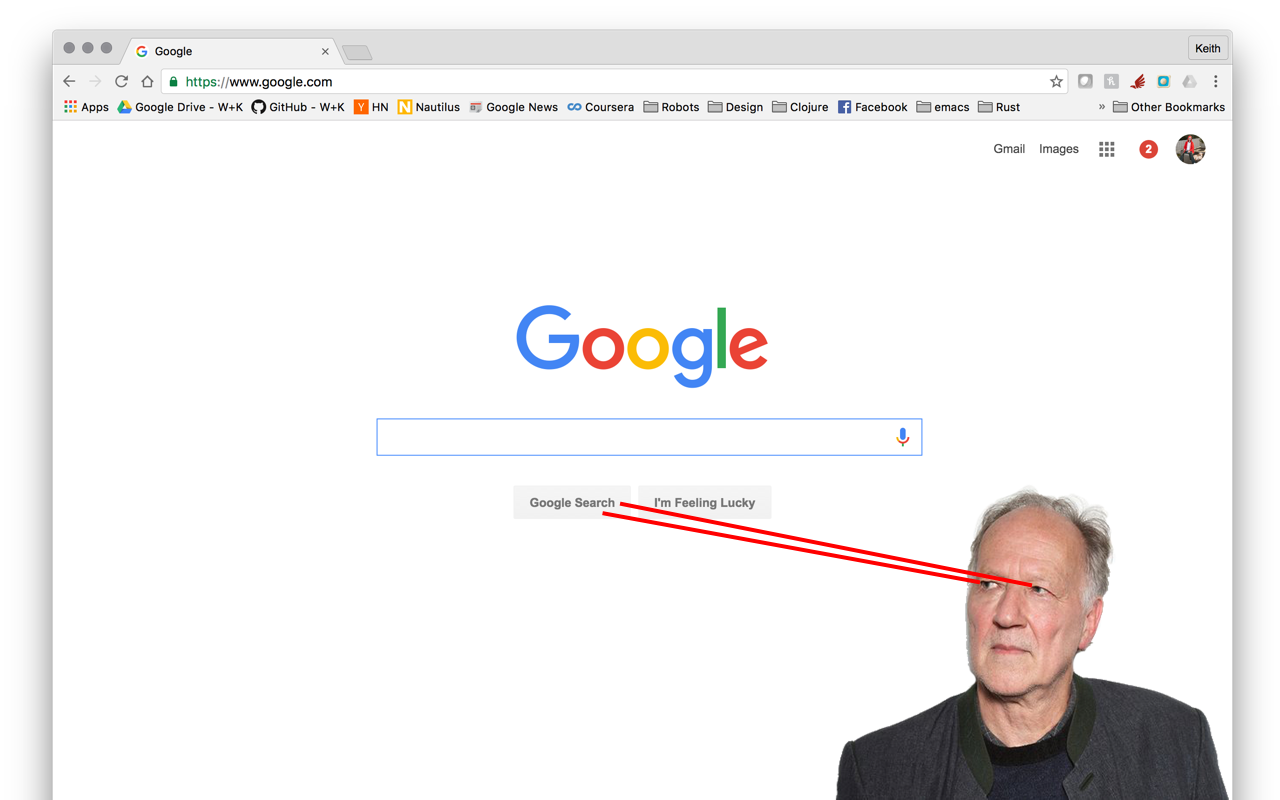 Google
Keith
https://www.google.com
Apps Google Drive - W+K GitHub - W+K HN Nautilus Google News Coursera Robots Design Clojure Facebook emacs Rust » Other Bookmarks
Gmail Images 2
Google
Google Search I'm Feeling Lucky